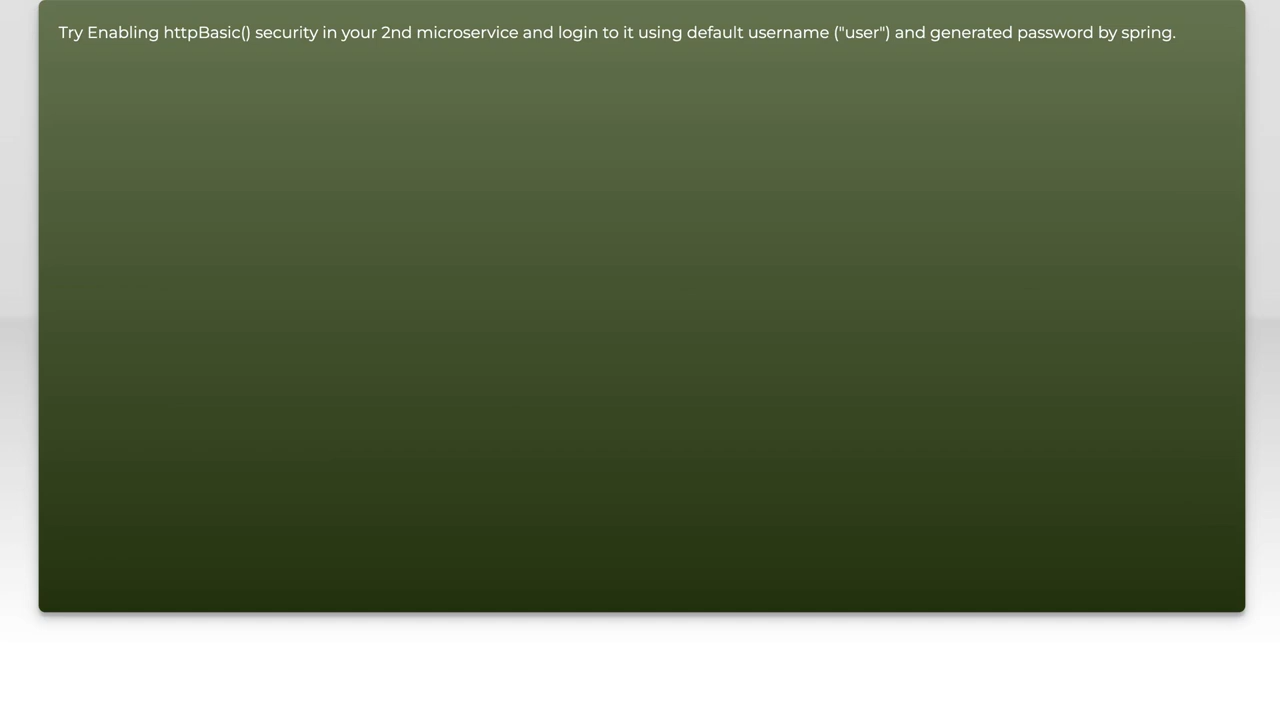 Try Enabling httpBasic() security in your 2nd microservice and login to it using default username ("user") and generated password by spring.